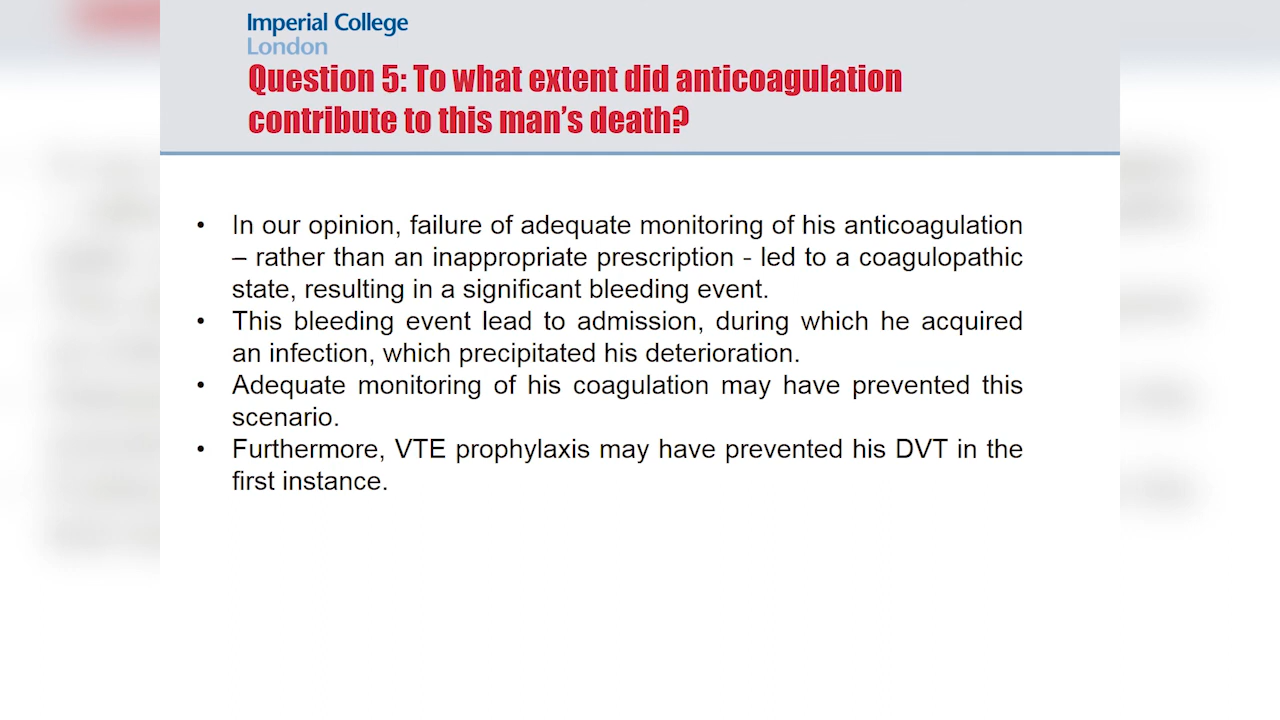 Imperial College
London
Question 5: To what extent did anticoagulation
contribute to this man’s death?
• In our opinion, failure of adequate monitoring of his anticoagulation
– rather than an inappropriate prescription - led to a coagulopathic
state, resulting in a significant bleeding event.
• This bleeding event lead to admission, during which he acquired
an infection, which precipitated his deterioration.
• Adequate monitoring of his coagulation may have prevented this
scenario.
• Furthermore, VTE prophylaxis may have prevented his DVT in the
first instance.